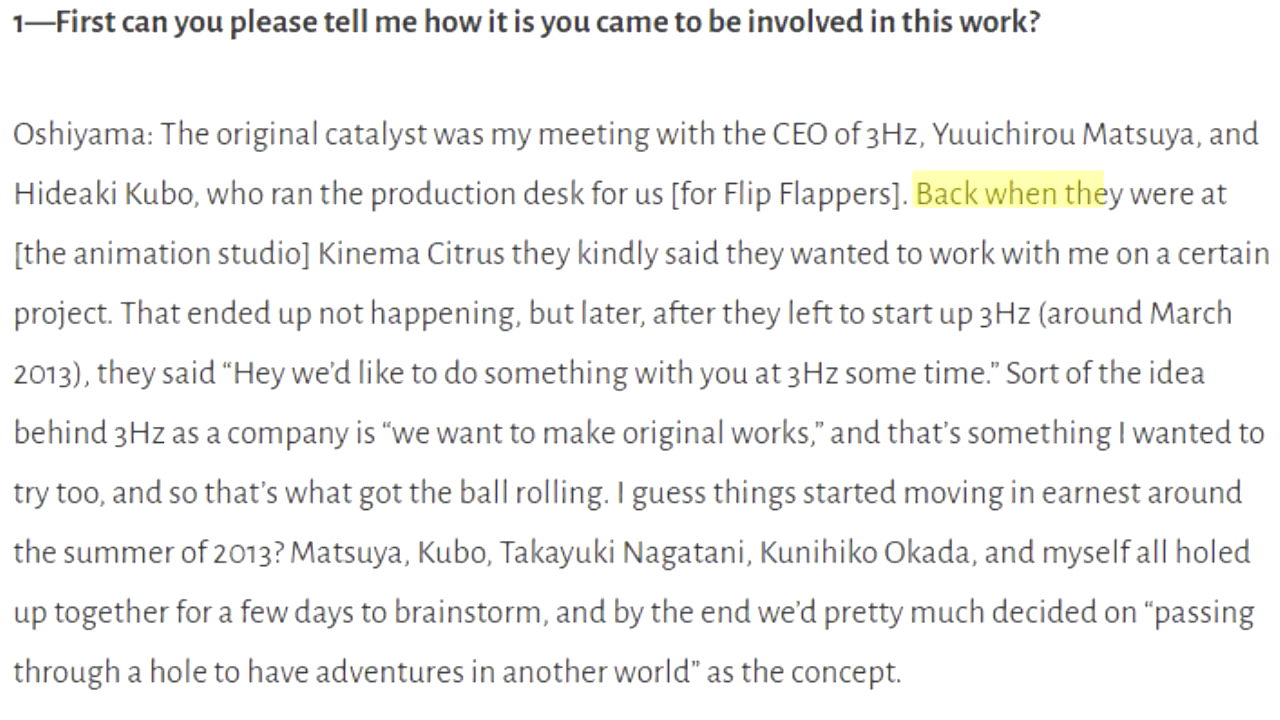 1—First can you please tell me how it is you came to be involved in this work?
Oshiyama: The original catalyst was my meeting with the CEO of 3Hz, Yuuichirou Matsuya, and
Hideaki Kubo, who ran the production desk for us [for Flip Flappers]. Back when they were at
[the animation studio] Kinema Citrus they kindly said they wanted to work with me on a certain
project. That ended up not happening, but later, after they left to start up 3Hz (around March
2013), they said “Hey we’d like to do something with you at 3Hz some time.” Sort of the idea
behind 3Hz as a company is “we want to make original works,” and that’s something I wanted to
try too, and so that’s what got the ball rolling. I guess things started moving in earnest around
the summer of 2013? Matsuya, Kubo, Takayuki Nagatani, Kunihiko Okada, and myself all holed
up together for a few days to brainstorm, and by the end we’d pretty much decided on “passing
through a hole to have adventures in another world” as the concept.